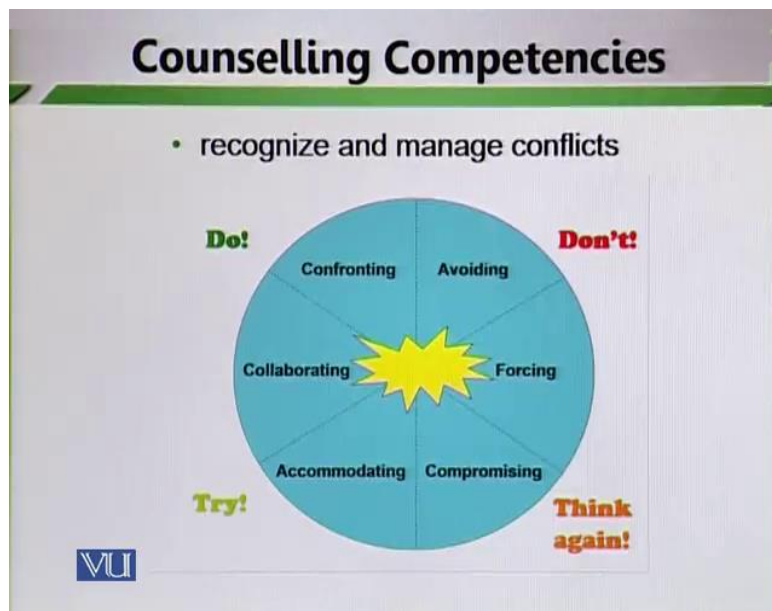 Counselling Competencies
• recognize and manage conflicts
Do!
Don't!
Confronting
Avoiding
Collaborating
Forcing
Accommodating
Compromising
Try!
Think
again!
VU